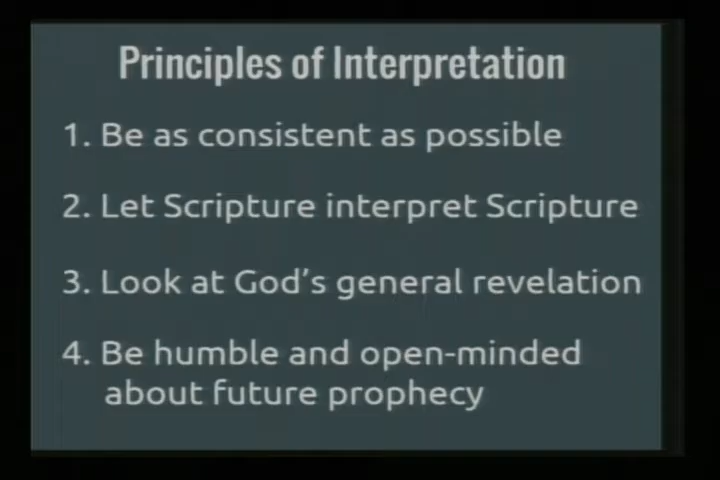 Principles of Interpretation
1. Be as consistent as possible
2. Let Scripture interpret Scripture
3. Look at God's general revelation
4. Be humble and open-minded
about future prophecy